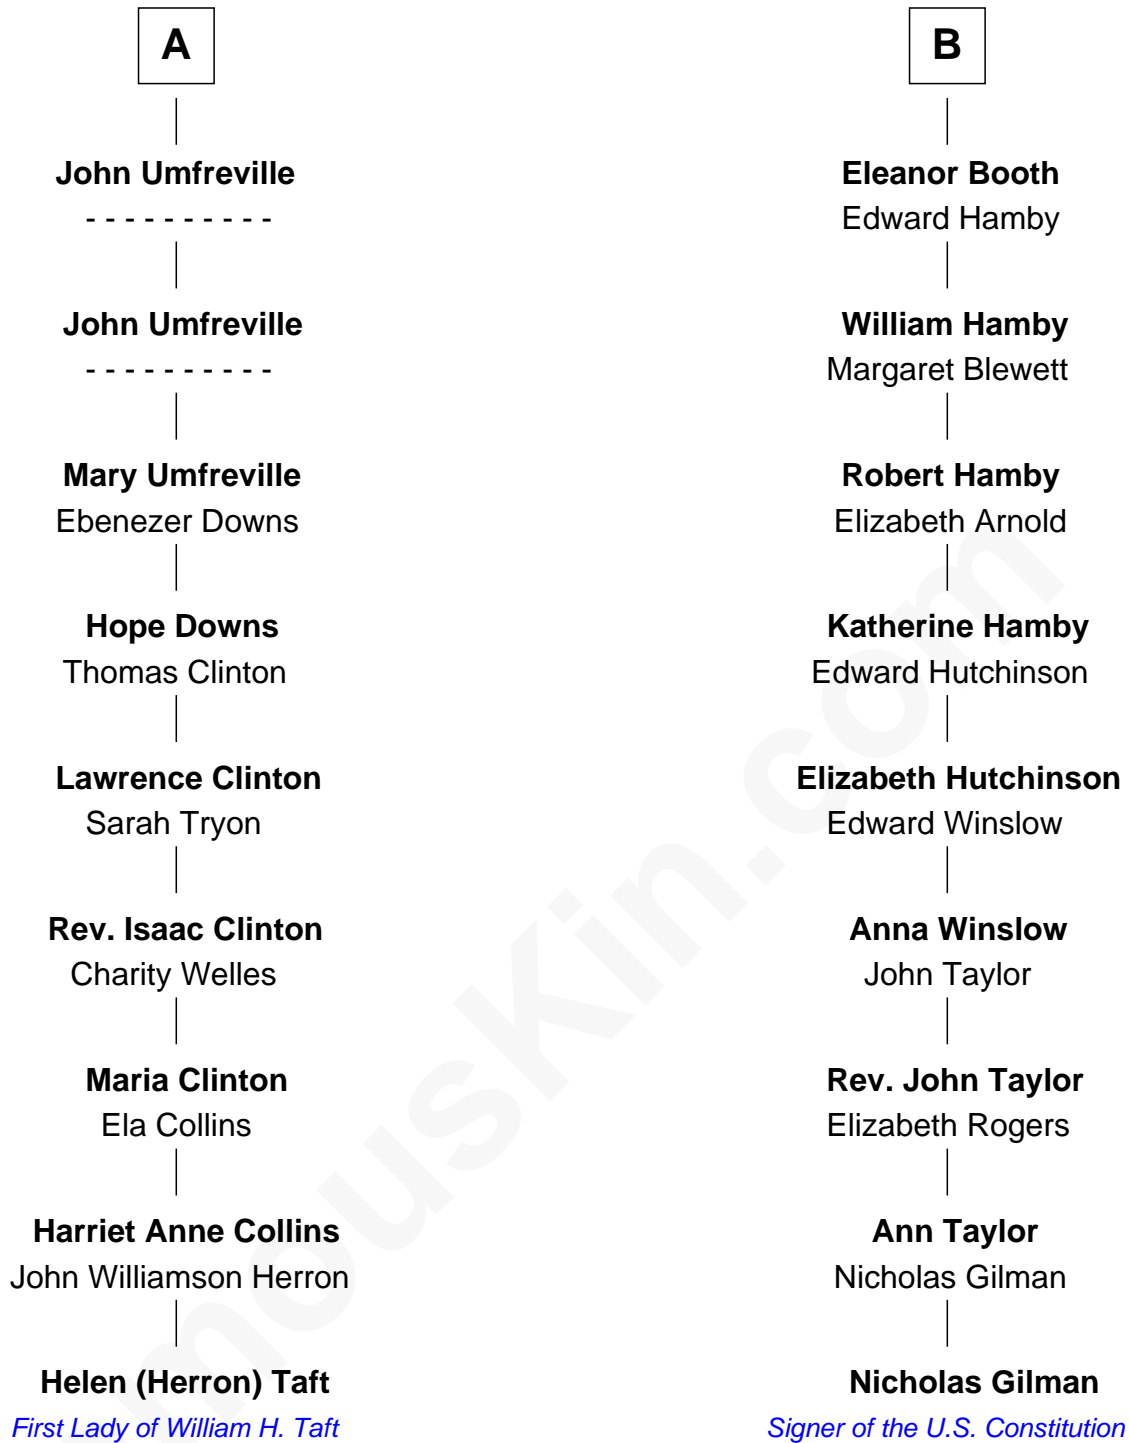 A
John Umfreville
- - - - - - - - - -
John Umfreville
- - - - - - - - - -
Mary Umfreville
Ebenezer Downs
Hope Downs
Thomas Clinton
Lawrence Clinton
Sarah Tryon
Rev. Isaac Clinton
Charity Welles
Maria Clinton
Ela Collins
Harriet Anne Collins
John Williamson Herron
Helen (Herron) Taft
First Lady of William H. Taft
B
Eleanor Booth
Edward Hamby
William Hamby
Margaret Blewett
Robert Hamby
Elizabeth Arnold
Katherine Hamby
Edward Hutchinson
Elizabeth Hutchinson
Edward Winslow
Anna Winslow
John Taylor
Rev. John Taylor
Elizabeth Rogers
Ann Taylor
Nicholas Gilman
Nicholas Gilman
Signer of the U.S. Constitution
mousKin.com